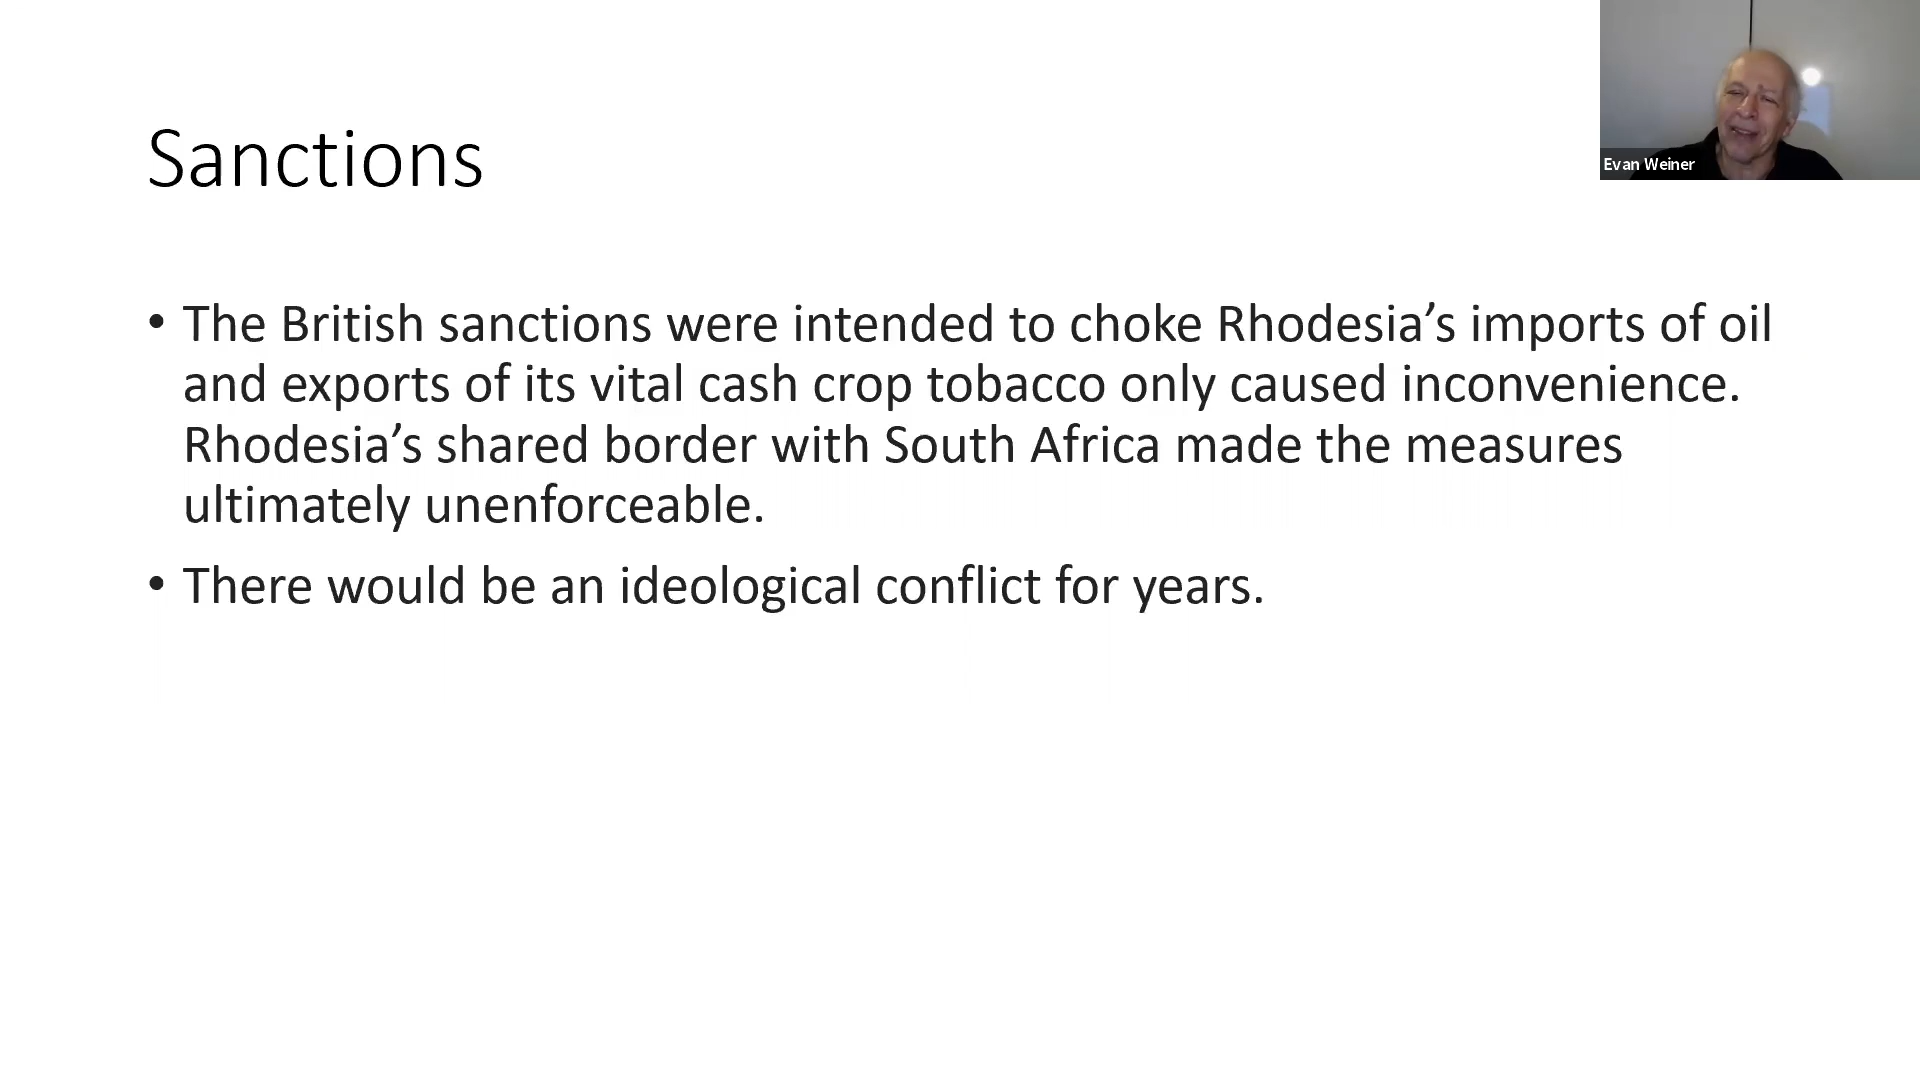 Sanctions
Evan Weiner
• The British sanctions were intended to choke Rhodesia’s imports of oil
and exports of its vital cash crop tobacco only caused inconvenience.
Rhodesia’s shared border with South Africa made the measures
ultimately unenforceable.
• There would be an ideological conflict for years.